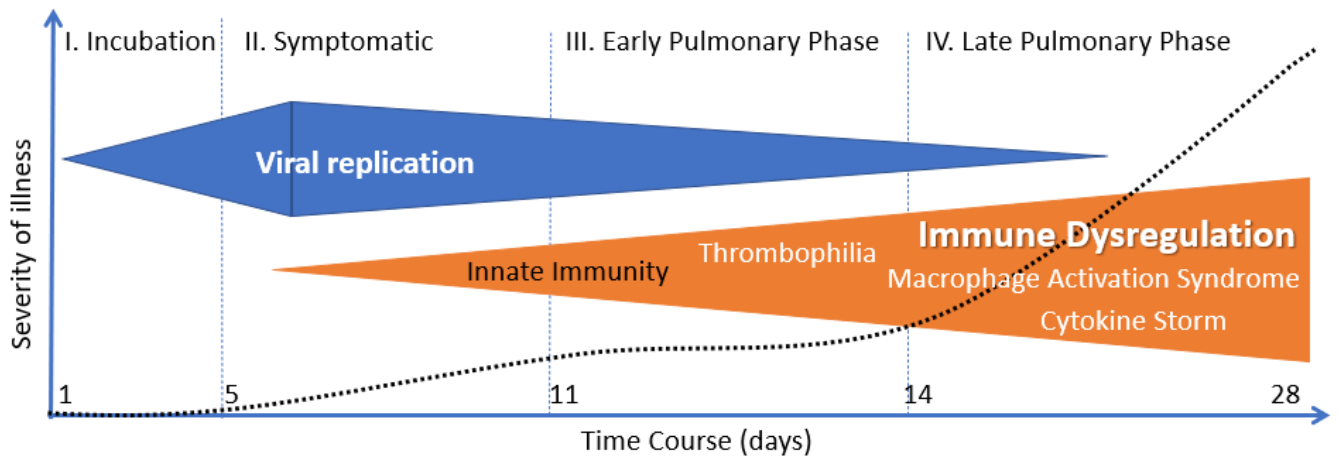 I. Incubation
II. Symptomatic
III. Early Pulmonary Phase
IV. Late Pulmonary Phase
Severity of illness
Viral replication
Immune Dysregulation
Thrombophilia
Innate Immunity
Macrophage Activation Syndrome
Cytokine Storm
1
5
11
14
28
Time Course (days)